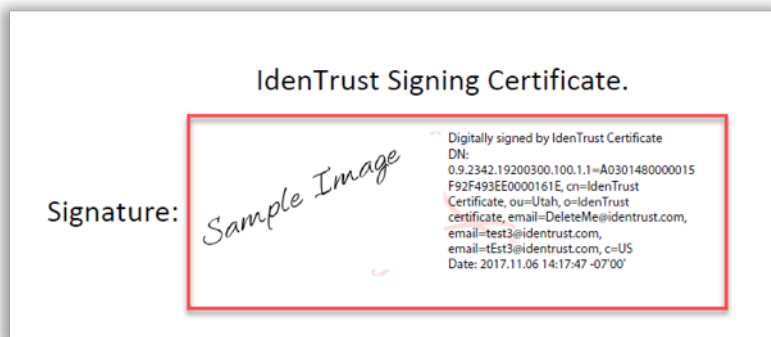 IdenTrust Signing Certificate.
Signature:
Sample Image
Digitally signed by IdenTrust Certificate
DN:
0.9.2342.19200300.100.1.1=A0301480000015
F92F493EE0000161E, cn=IdenTrust
Certificate, ou=Utah, o=IdenTrust
certificate, email=DeleteMe@identrust.com,
email=test3@identrust.com,
email=tEst3@identrust.com, c=US
Date: 2017.11.06 14:17:47 -07'00'